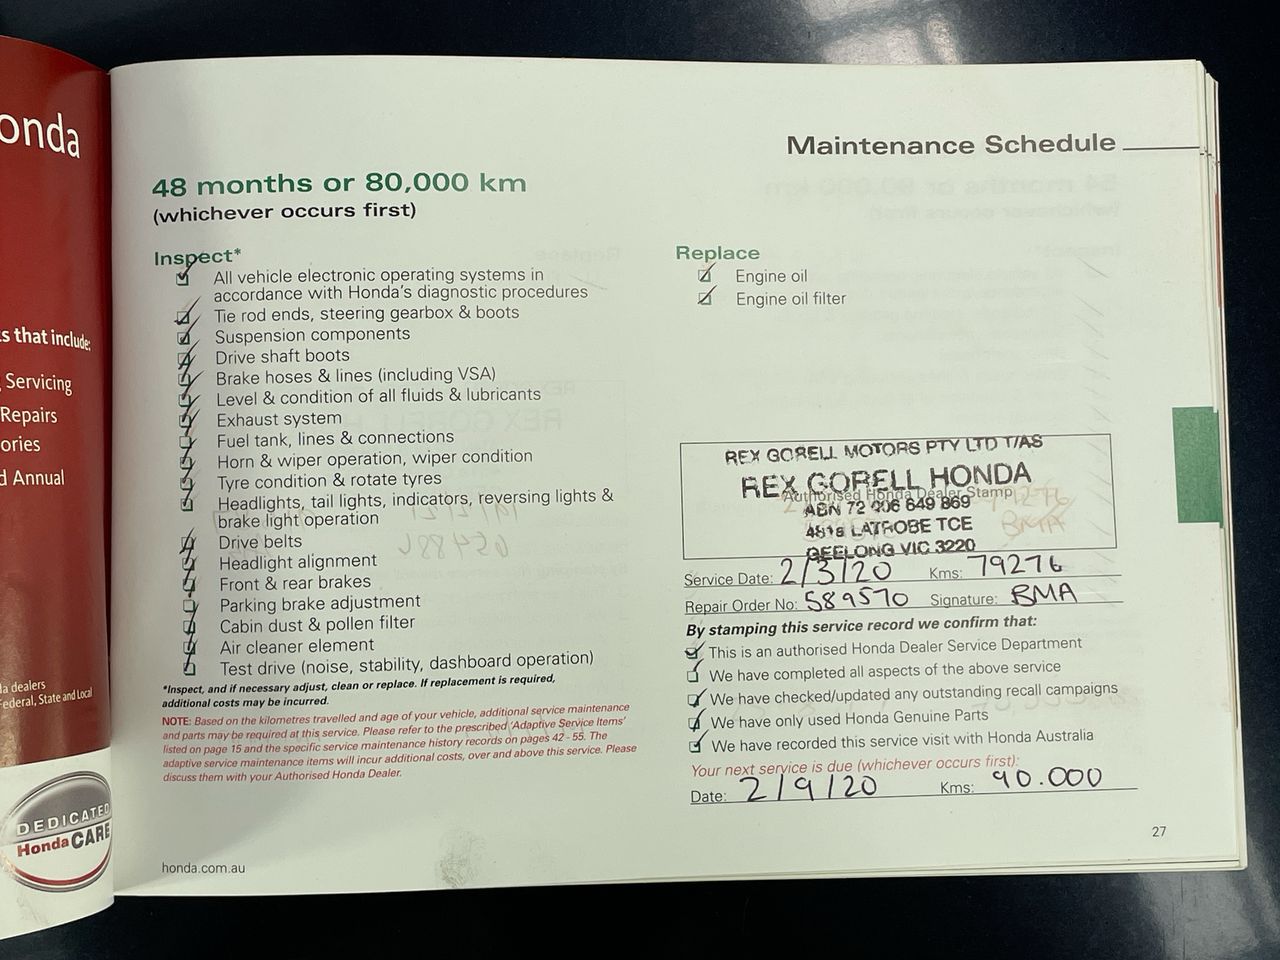 onda
s that include:
Servicing
Repairs
ories
d Annual
a dealers
Federal, State and Local
DEDICATED
HondaCARE
Maintenance Schedule
48 months or 80,000 km
(whichever occurs first)
Inspect*
All vehicle electronic operating systems in
accordance with Honda's diagnostic procedures
Tie rod ends, steering gearbox & boots
Suspension components
Drive shaft boots
Brake hoses & lines (including VSA)
Level & condition of all fluids & lubricants
Exhaust system
Fuel tank, lines & connections
Horn & wiper operation, wiper condition
Tyre condition & rotate tyres
Headlights, tail lights, indicators, reversing lights &
brake light operation
Drive belts
Headlight alignment
Front & rear brakes
Parking brake adjustment
Cabin dust & pollen filter
Air cleaner element
Test drive (noise, stability, dashboard operation)
*Inspect, and if necessary adjust, clean or replace. If replacement is required,
additional costs may be incurred.
NOTE: Based on the kilometres travelled and age of your vehicle, additional service maintenance
and parts may be required at this service. Please refer to the prescribed 'Adaptive Service Items'
listed on page 15 and the specific service maintenance history records on pages 42 - 55. The
adaptive service maintenance items will incur additional costs, over and above this service. Please
discuss them with your Authorised Honda Dealer.
honda.com.au
Replace
Engine oil
Engine oil filter
REX GORELL MOTORS PTY LTD T/AS
REX GORELL HONDA
Authorised Honda Dealer Stamp
ABN 72 006 649 869
LATROBE TCE
GEELONG VIC 3220
Service Date: 2/3/20 Kms: 79276
Repair Order No: 589570 Signature: BMA
By stamping this service record we confirm that:
This is an authorised Honda Dealer Service Department
We have completed all aspects of the above service
We have checked/updated any outstanding recall campaigns
We have only used Honda Genuine Parts
We have recorded this service visit with Honda Australia
Your next service is due (whichever occurs first):
Date: 2/9/20 Kms: 90.000
27